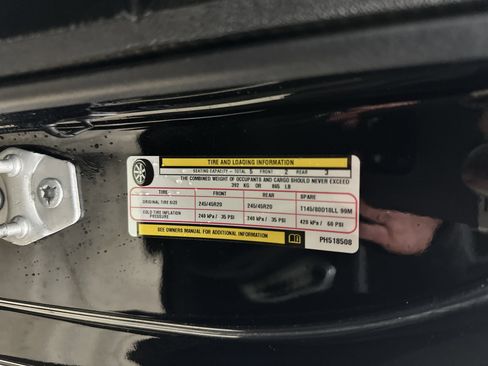 TIRE AND LOADING INFORMATION
SEATING CAPACITY - TOTAL 5 FRONT 2 REAR 3
THE COMBINED WEIGHT OF OCCUPANTS AND CARGO SHOULD NEVER EXCEED
392 KG OR 865 LB
TIRE FRONT REAR SPARE
ORIGINAL TIRE SIZE 245/45R20 245/45R20 T145/80D18LL 99M
COLD TIRE INFLATION PRESSURE 240 kPa / 35 PSI 240 kPa / 35 PSI 420 kPa / 60 PSI
SEE OWNERS MANUAL FOR ADDITIONAL INFORMATION
PH518508